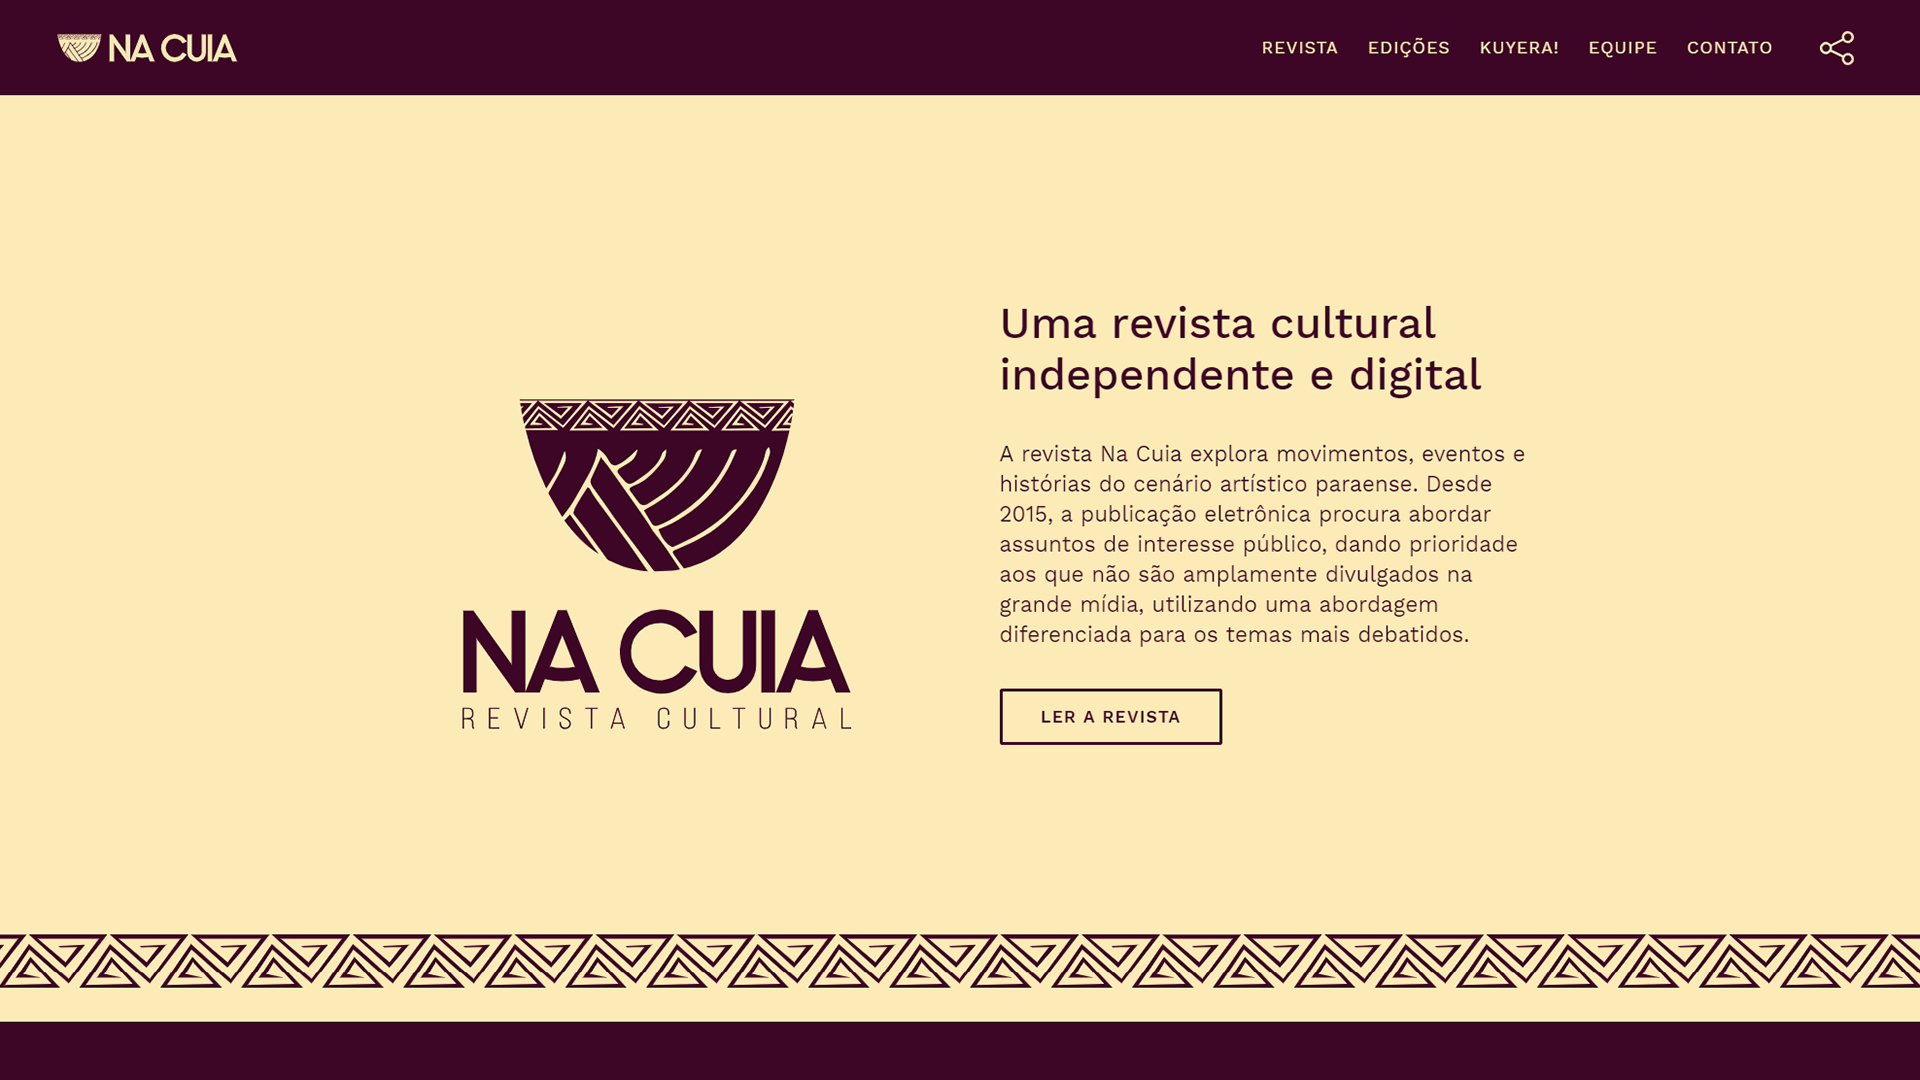 NA CUIA
REVISTA
EDIÇÕES
KUYERA!
EQUIPE
CONTATO
NA CUIA
REVISTA CULTURAL
Uma revista cultural
independente e digital
A revista Na Cuia explora movimentos, eventos e
histórias do cenário artístico paraense. Desde
2015, a publicação eletrônica procura abordar
assuntos de interesse público, dando prioridade
aos que não são amplamente divulgados na
grande mídia, utilizando uma abordagem
diferenciada para os temas mais debatidos.
LER A REVISTA